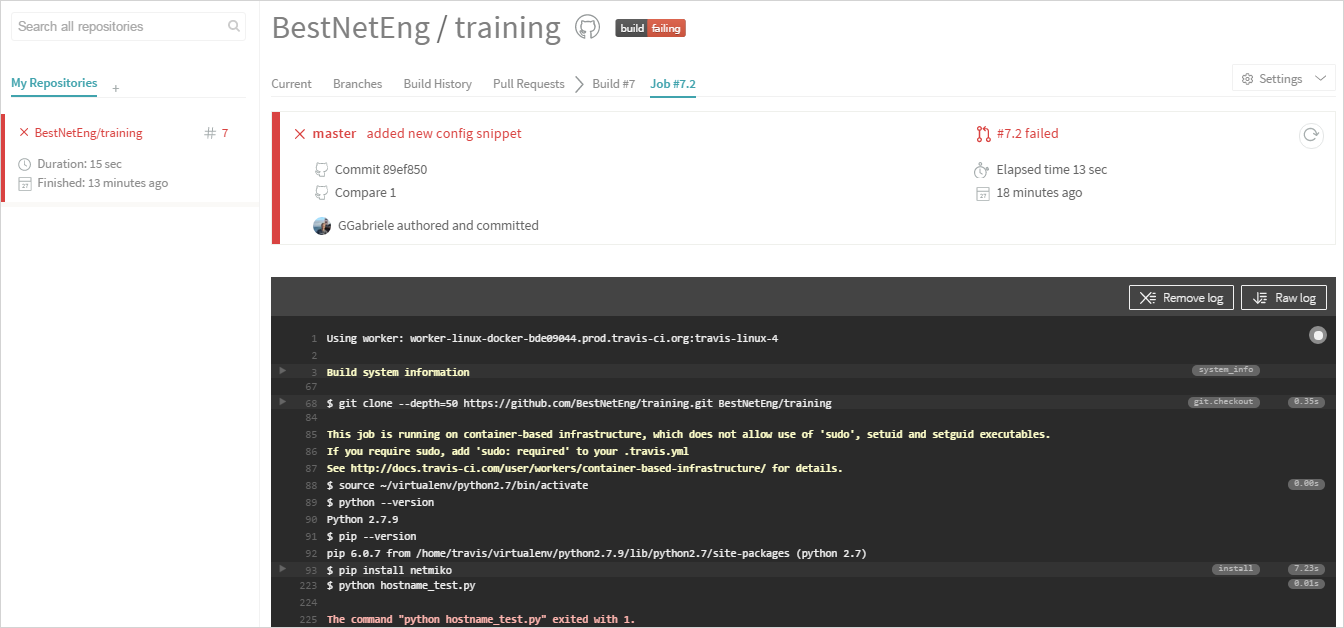 Search all repositories
My Repositories +
BestNetEng/training # 7
Duration: 15 sec
27 Finished: 13 minutes ago
BestNetEng / training build failing
Current Branches Build History Pull Requests Build #7 Job #7.2
Settings
master added new config snippet
Commit 89ef850
Compare 1
GGabriele authored and committed
#7.2 failed
Elapsed time 13 sec
27 18 minutes ago
Remove log Raw log
1 Using worker: worker-linux-docker-bde09044.prod.travis-ci.org:travis-linux-4
2
3 Build system information system_info
67
68 $ git clone --depth=50 https://github.com/BestNetEng/training.git BestNetEng/training git.checkout 0.35s
84
85 This job is running on container-based infrastructure, which does not allow use of 'sudo', setuid and setguid executables.
86 If you require sudo, add 'sudo: required' to your .travis.yml
87 See http://docs.travis-ci.com/user/workers/container-based-infrastructure/ for details.
88 $ source ~/virtualenv/python2.7/bin/activate 0.00s
89 $ python --version
90 Python 2.7.9
91 $ pip --version
92 pip 6.0.7 from /home/travis/virtualenv/python2.7.9/lib/python2.7/site-packages (python 2.7)
93 $ pip install netmiko install 7.23s
223 $ python hostname_test.py 0.01s
224
225 The command "python hostname_test.py" exited with 1.